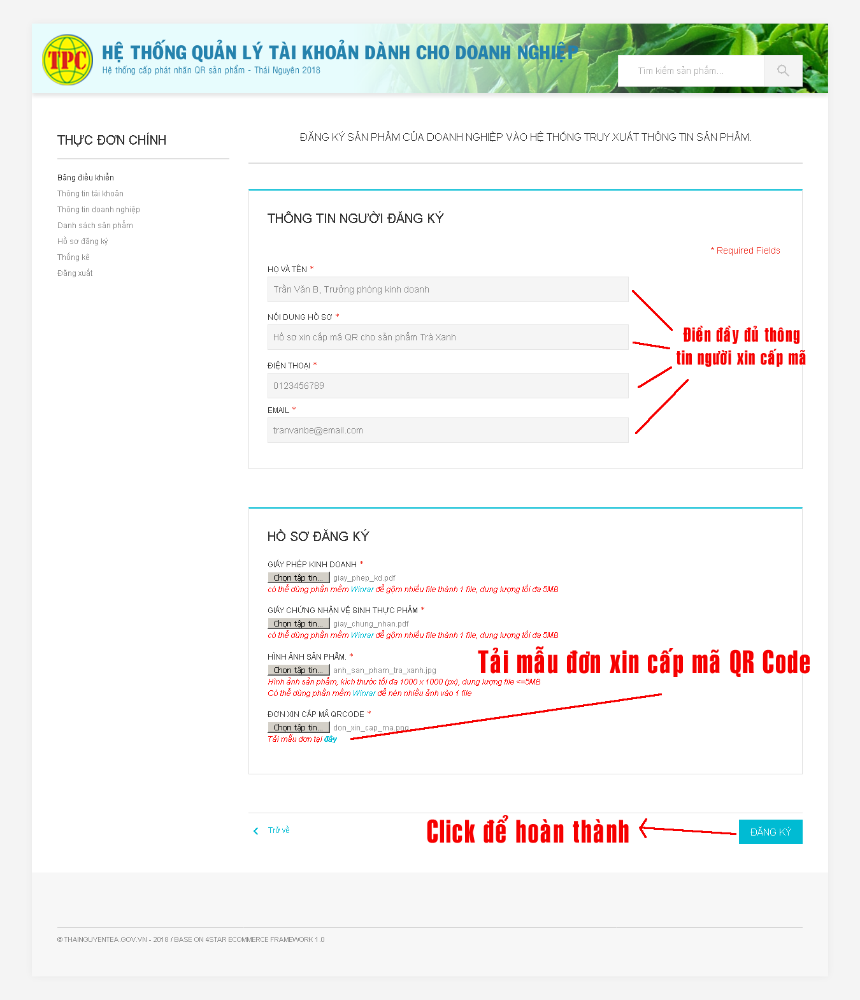 TPC
HỆ THỐNG QUẢN LÝ TÀI KHOẢN DÀNH CHO DOANH NGHIỆP
Hệ thống cấp phát nhãn QR sản phẩm - Thái Nguyên 2018
Tìm kiếm sản phẩm...
THỰC ĐƠN CHÍNH
Bảng điều khiển
Thông tin tài khoản
Thông tin doanh nghiệp
Danh sách sản phẩm
Hồ sơ đăng ký
Thống kê
Đăng xuất
ĐĂNG KÝ SẢN PHẨM CỦA DOANH NGHIỆP VÀO HỆ THỐNG TRUY XUẤT THÔNG TIN SẢN PHẨM.
THÔNG TIN NGƯỜI ĐĂNG KÝ
* Required Fields
HỌ VÀ TÊN *
Trần Văn B, Trưởng phòng kinh doanh
NỘI DUNG HỒ SƠ *
Hồ sơ xin cấp mã QR cho sản phẩm Trà Xanh
ĐIỆN THOẠI *
0123456789
EMAIL *
tranvanbe@email.com
Điền đầy đủ thông
tin người xin cấp mã
HỒ SƠ ĐĂNG KÝ
GIẤY PHÉP KINH DOANH *
Chọn tập tin... giay_phep_kd.pdf
có thể dùng phần mềm Winrar để gộm nhiều file thành 1 file, dung lượng tối đa 5MB
GIẤY CHỨNG NHẬN VỆ SINH THỰC PHẨM *
Chọn tập tin... giay_chung_nhan.pdf
có thể dùng phần mềm Winrar để gộm nhiều file thành 1 file, dung lượng tối đa 5MB
HÌNH ẢNH SẢN PHẨM. *
Chọn tập tin... anh_san_pham_tra_xanh.jpg
Hình ảnh sản phẩm, kích thước tối đa 1000 x 1000 (px), dung lượng file <=5MB
Có thể dùng phần mềm Winrar để nén nhiều ảnh vào 1 file
Tải mẫu đơn xin cấp mã QR Code
ĐƠN XIN CẤP MÃ QRCODE *
Chọn tập tin... don_xin_cap_ma.png
Tải mẫu đơn tại đây
Trở về
Click để hoàn thành
ĐĂNG KÝ
© THAINGUYENTEA.GOV.VN - 2018 / BASE ON 4STAR ECOMMERCE FRAMEWORK 1.0